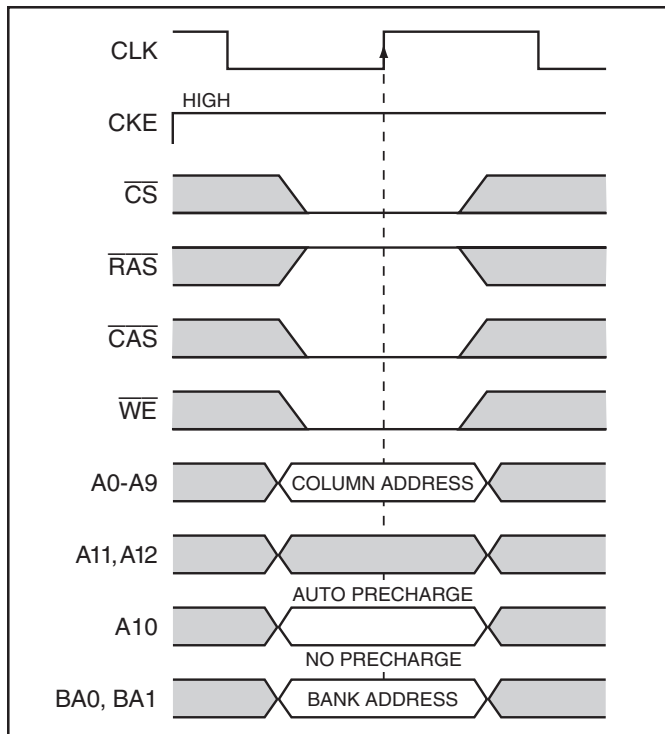 CLK
HIGH
CKE
CS
RAS
CAS
WE
A0-A9 COLUMN ADDRESS
A11, A12
AUTO PRECHARGE
A10
NO PRECHARGE
BA0, BA1 BANK ADDRESS